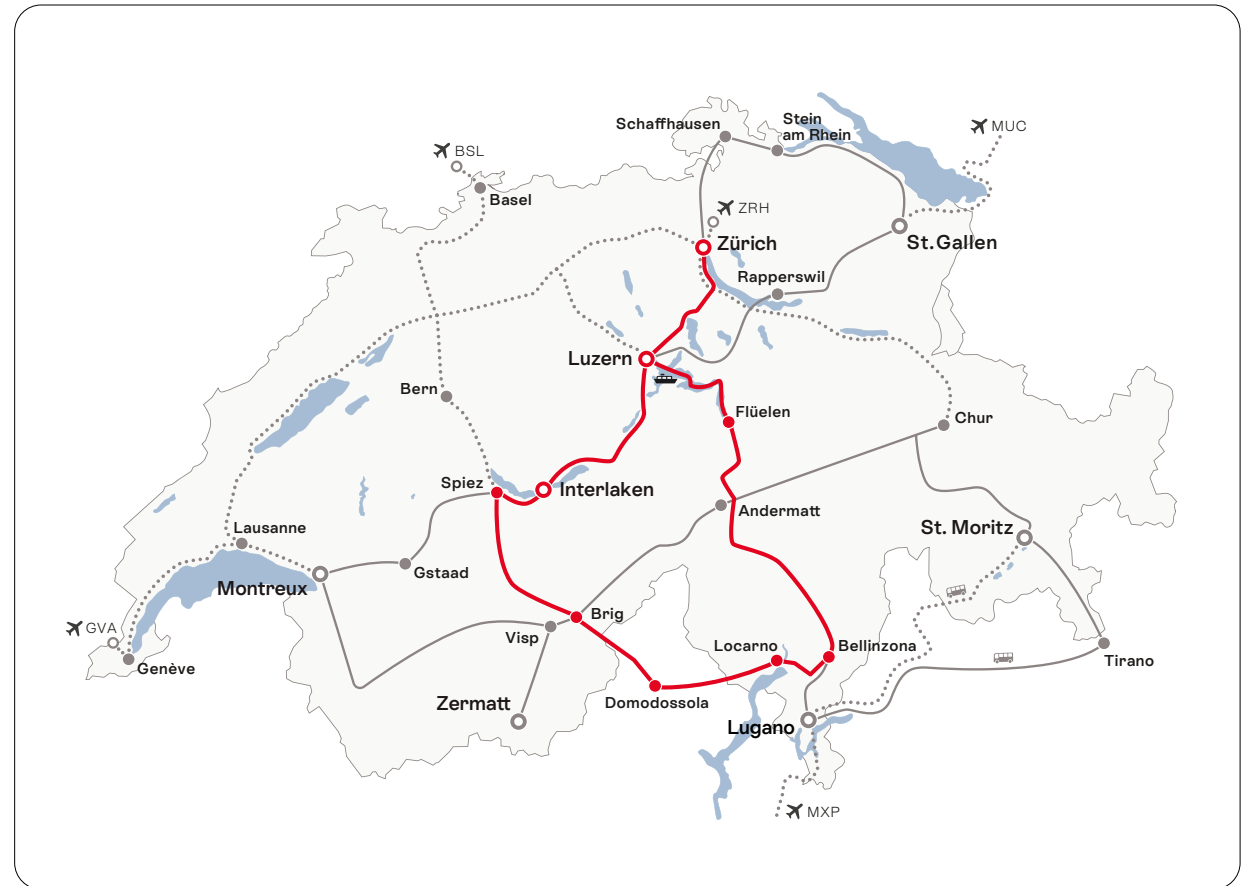 Schaffhausen
Stein
am Rhein
MUC
BSL
Basel
ZRH
Zürich
St. Gallen
Rapperswil
Luzern
Bern
Flüelen
Chur
Spiez
Interlaken
Andermatt
Lausanne
St. Moritz
Gstaad
Montreux
GVA
Brig
Visp
Genève
Locarno
Bellinzona
Tirano
Domodossola
Zermatt
Lugano
MXP